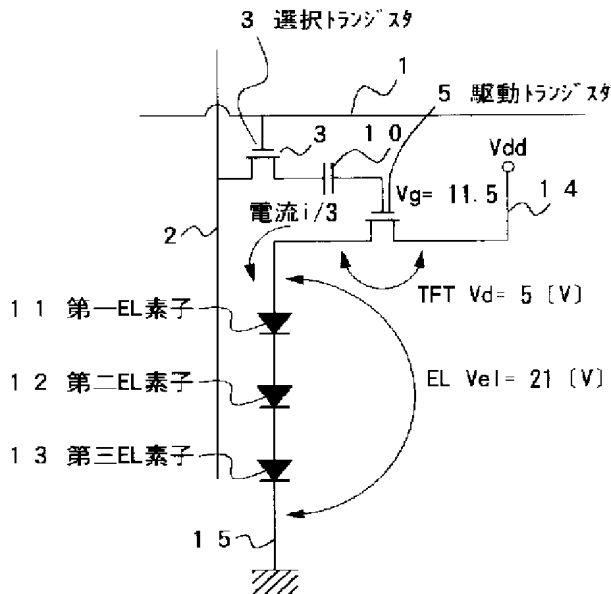 3 選択トランジスタ
1
5 駆動トランジスタ
3
1 0
Vdd
Vg= 11.5
1 4
2
電流i/3
TFT Vd= 5 〔V〕
1 1 第一EL素子
EL Vel= 21 〔V〕
1 2 第二EL素子
1 3 第三EL素子
1 5